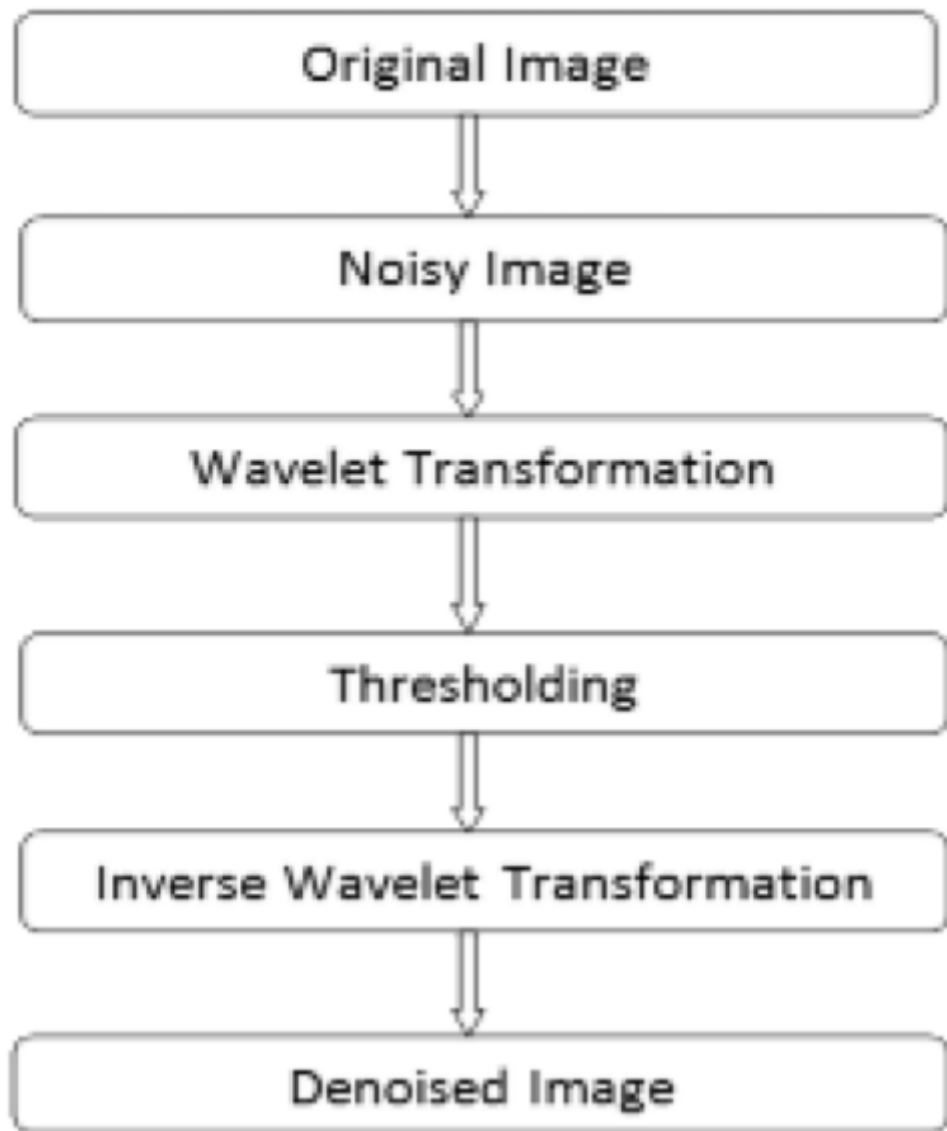 Original Image
Noisy Image
Wavelet Transformation
Thresholding
Inverse Wavelet Transformation
Denoised Image